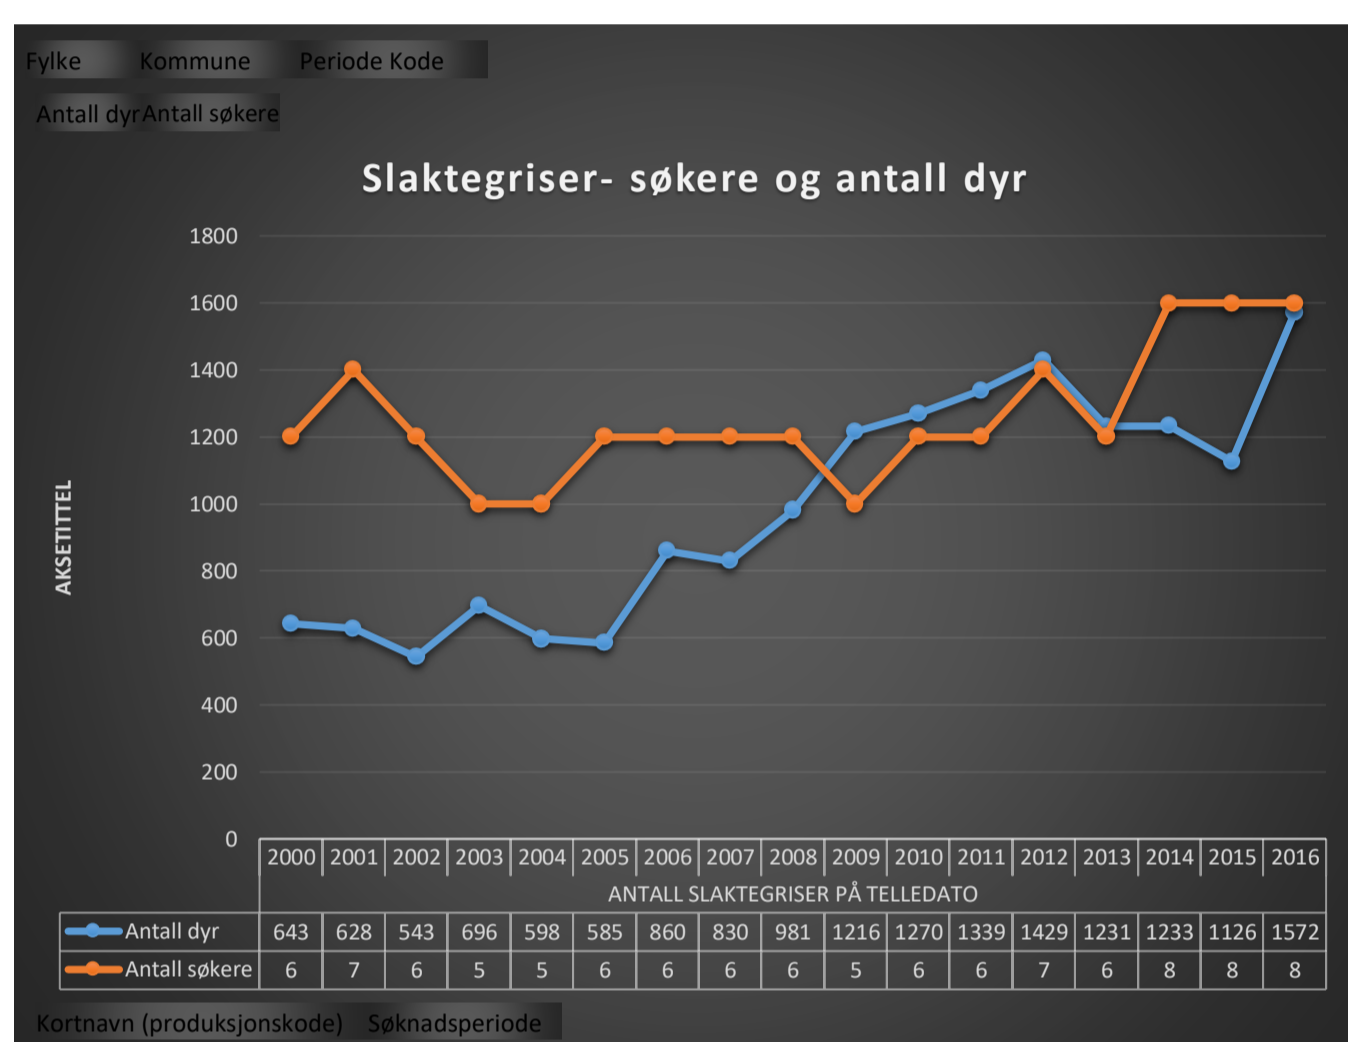 Fylke Kommune Periode Kode
Antall dyr Antall søkere
Slaktegriser- søkere og antall dyr
1800
1600
1400
1200
1000
800
600
400
200
0
AKSETITTEL
2000 2001 2002 2003 2004 2005 2006 2007 2008 2009 2010 2011 2012 2013 2014 2015 2016
ANTALL SLAKTEGRISER PÅ TELLEDATO
Antall dyr 643 628 543 696 598 585 860 830 981 1216 1270 1339 1429 1231 1233 1126 1572
Antall søkere 6 7 6 5 5 6 6 6 6 5 6 6 7 6 8 8 8
Kortnavn (produksjonskode) Søknadsperiode